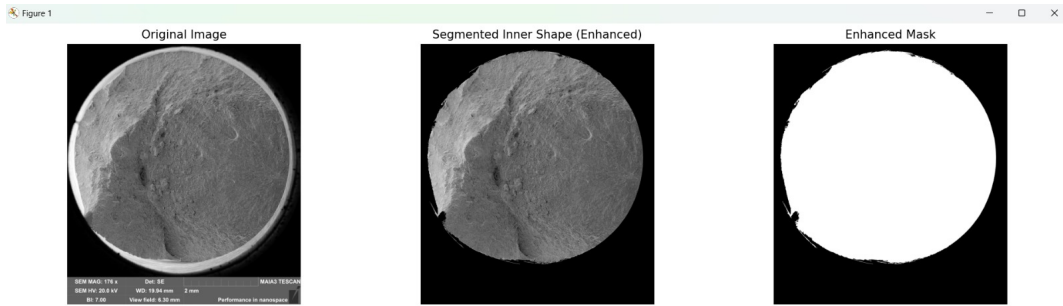 Figure 1
Original Image
Segmented Inner Shape (Enhanced)
Enhanced Mask
SEM MAG: 176 x Det: SE MAIA3 TESCAN
SEM HV: 20.0 kV WD: 19.94 mm 2 mm
BI: 7.00 View field: 6.30 mm Performance in nanospace